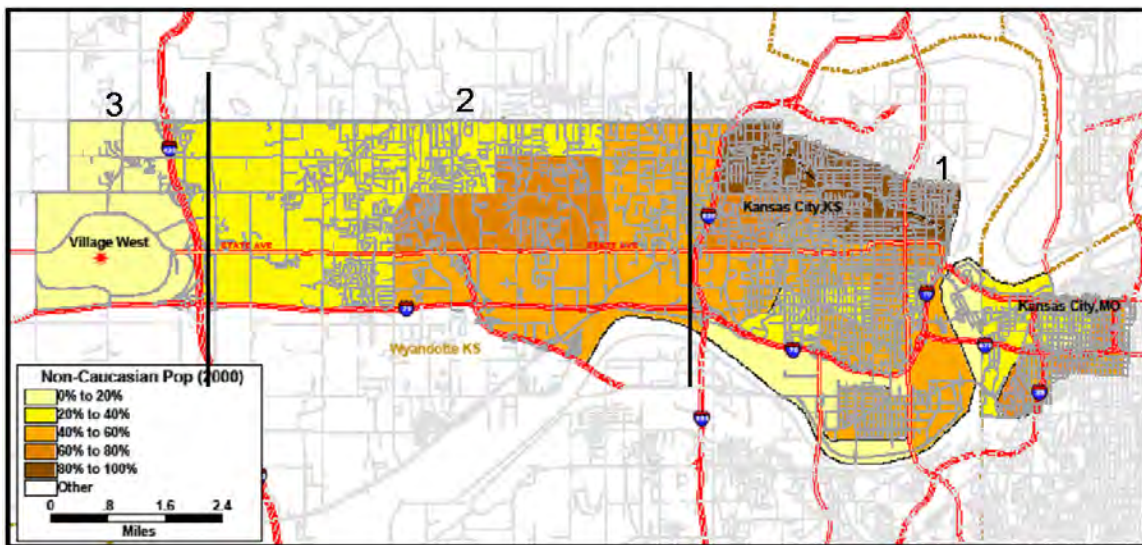 3
2
1
Kansas City,KS
Village West
STATE AVE
STATE AVE
Kansas City,MO
Wyandotte KS
Non-Caucasian Pop (2000)
0% to 20%
20% to 40%
40% to 60%
60% to 80%
80% to 100%
Other
0 .8 1.6 2.4
Miles